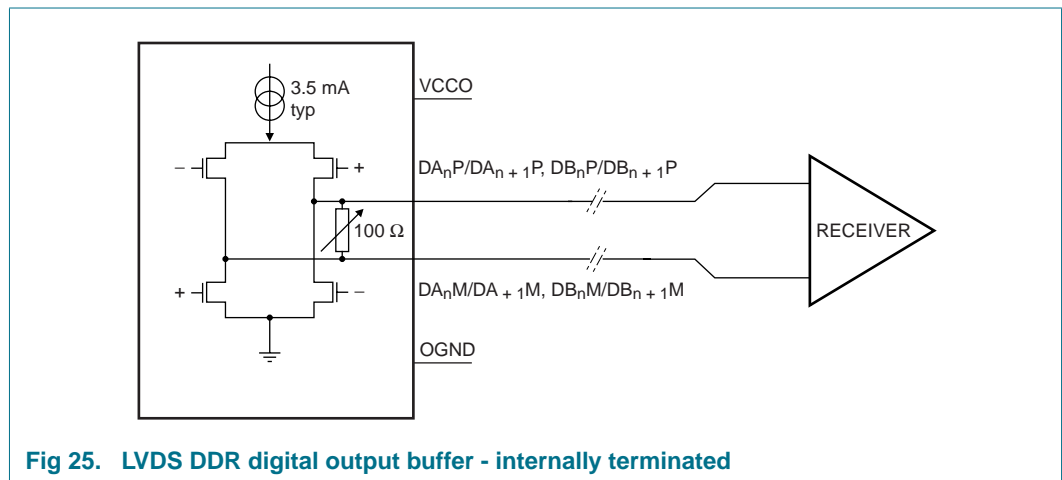 3.5 mA
typ
VCCO
−
+
DAnP/DAn + 1P, DBnP/DBn + 1P
100 Ω
RECEIVER
+
−
DAnM/DA + 1M, DBnM/DBn + 1M
OGND
Fig 25. LVDS DDR digital output buffer - internally terminated